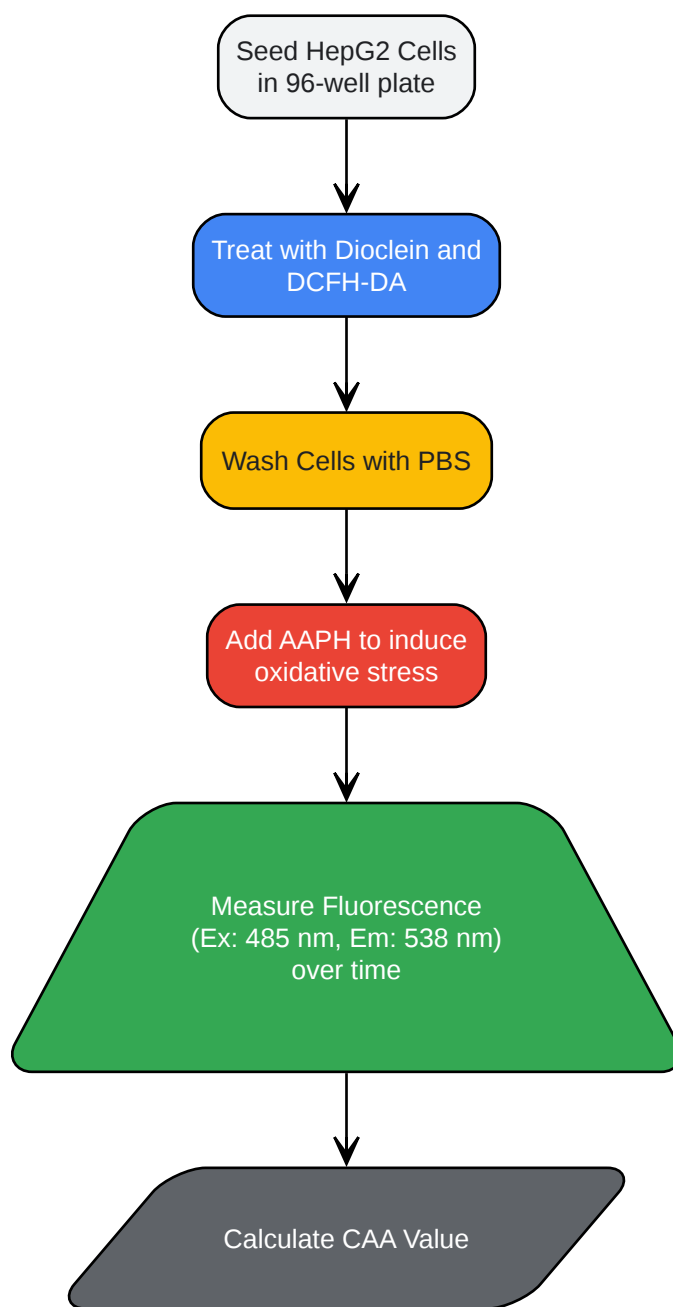 Seed HepG2 Cells
in 96-well plate
Treat with Dioclein and
DCFH-DA
Wash Cells with PBS
Add AAPH to induce
oxidative stress
Measure Fluorescence
(Ex: 485 nm, Em: 538 nm)
over time
Calculate CAA Value